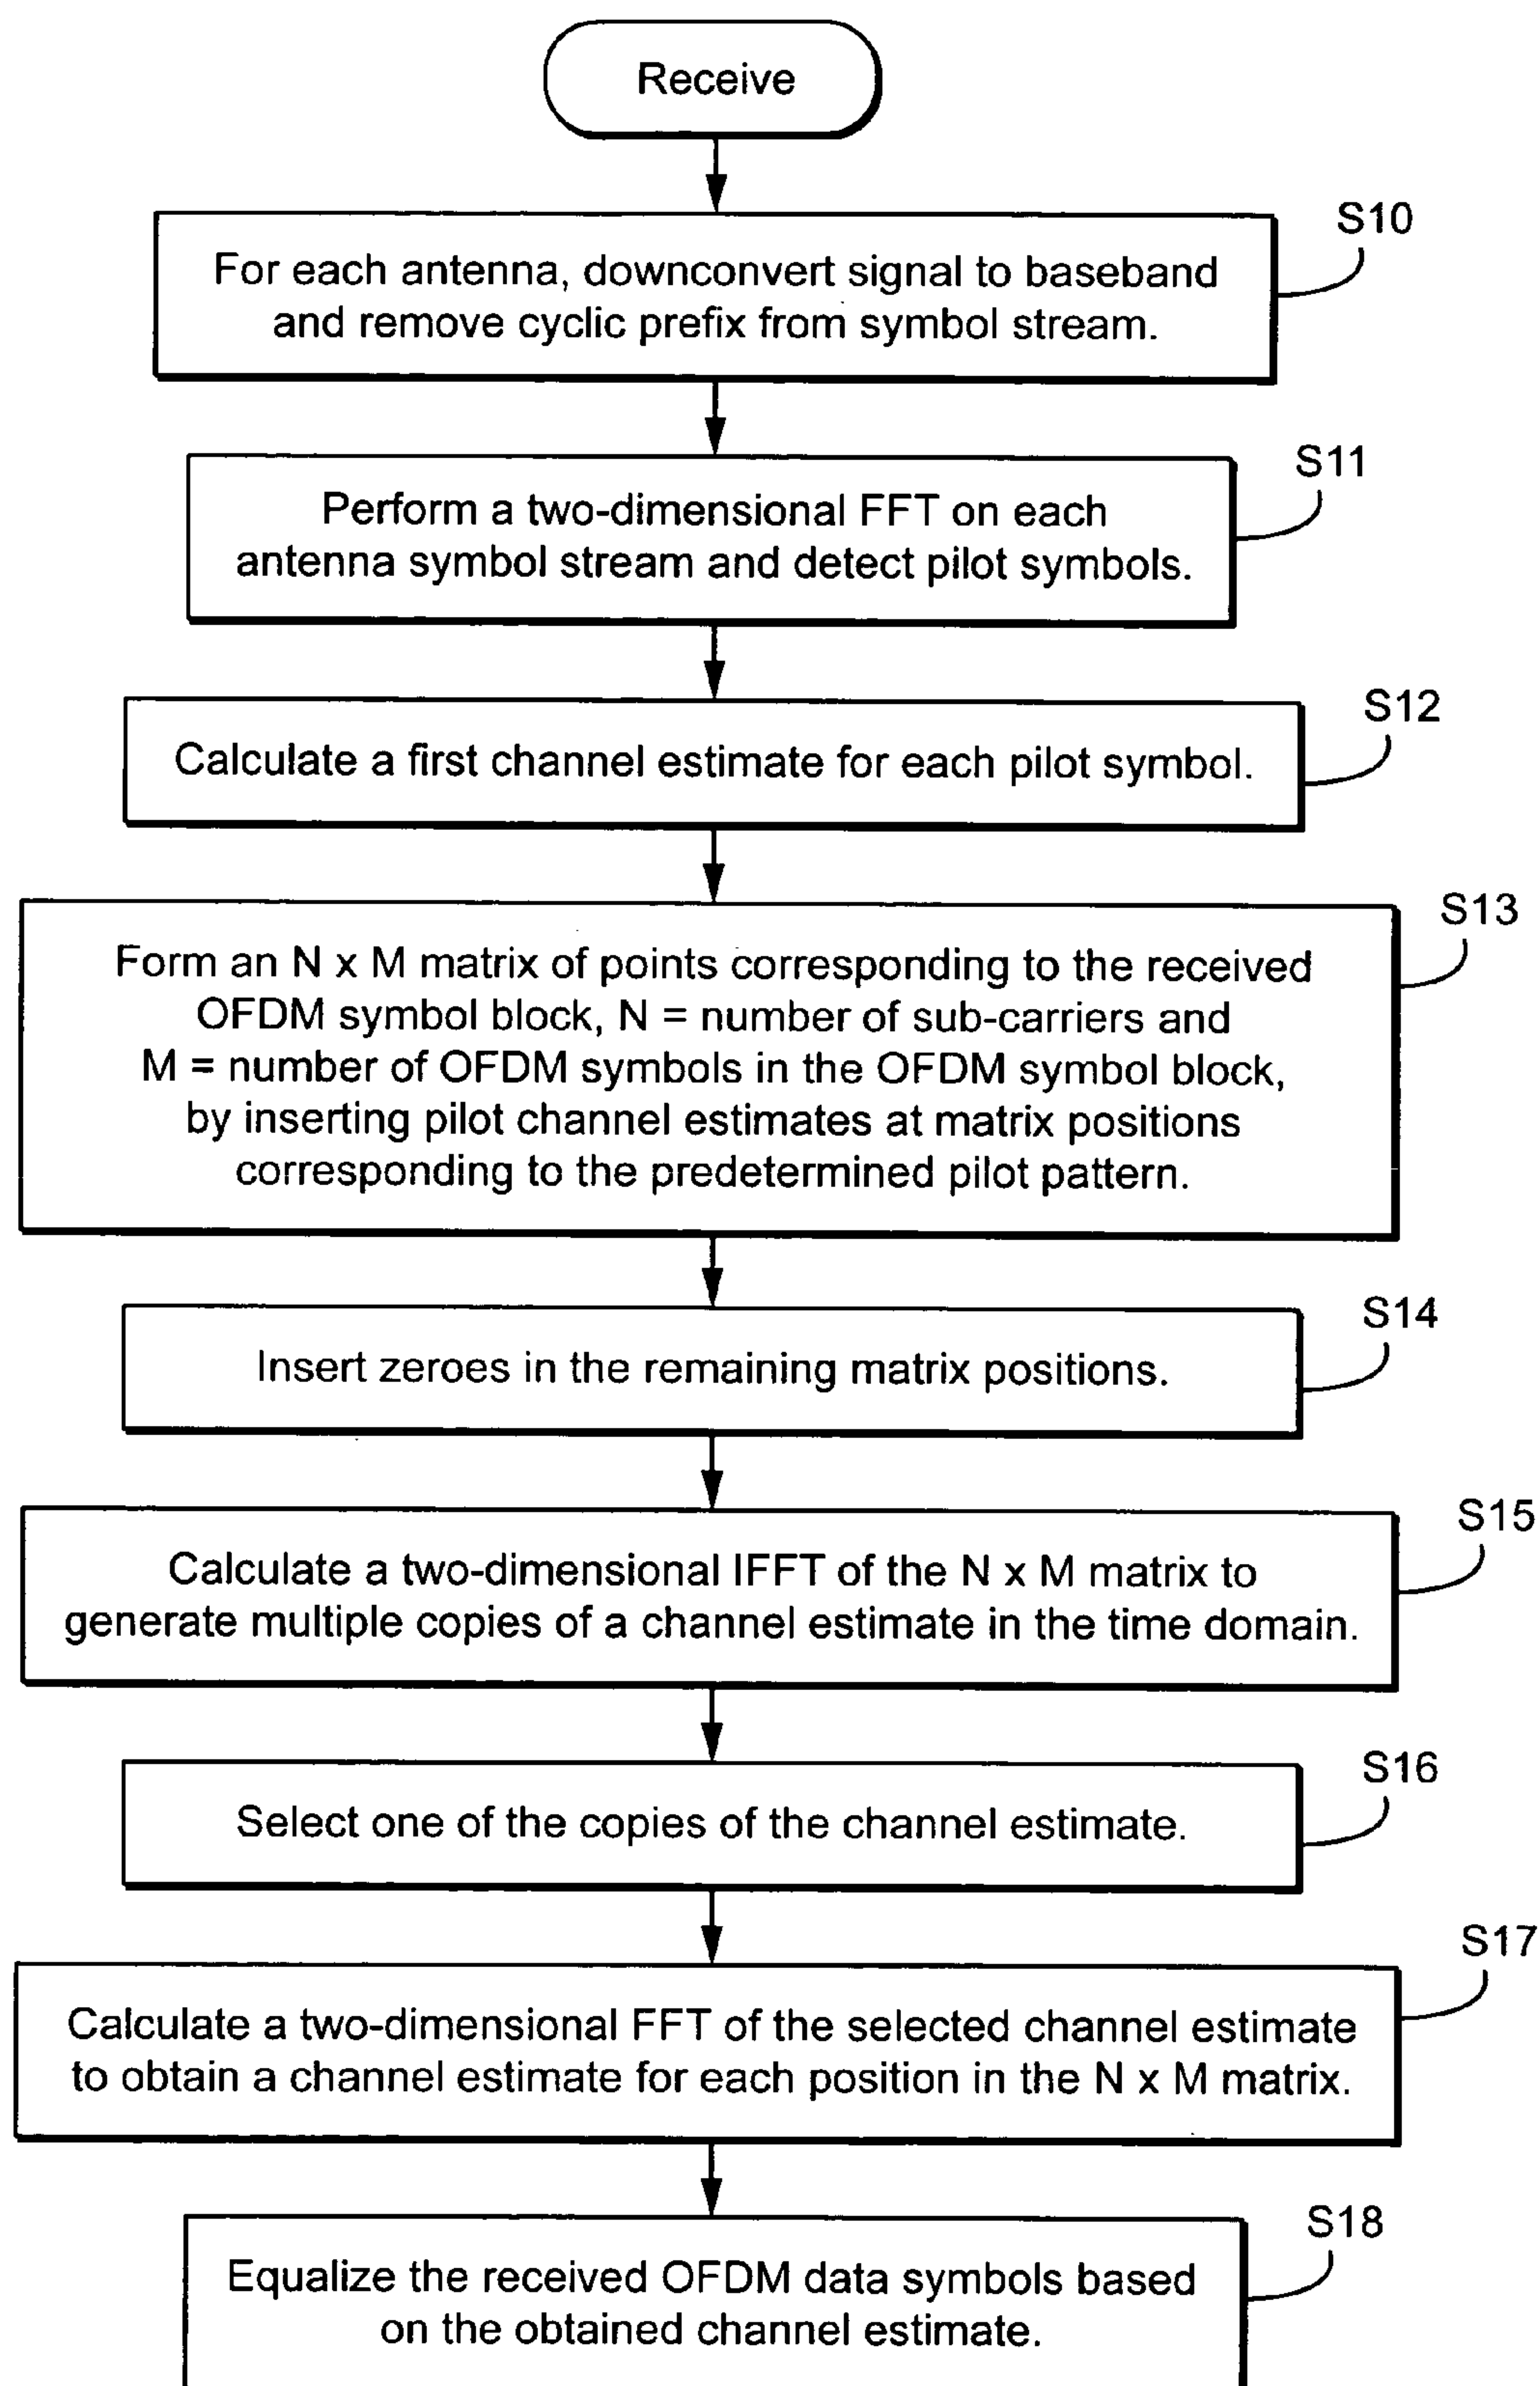 Receive
S10
For each antenna, downconvert signal to baseband
and remove cyclic prefix from symbol stream.
S11
Perform a two-dimensional FFT on each
antenna symbol stream and detect pilot symbols.
S12
Calculate a first channel estimate for each pilot symbol.
S13
Form an N x M matrix of points corresponding to the received
OFDM symbol block, N = number of sub-carriers and
M = number of OFDM symbols in the OFDM symbol block,
by inserting pilot channel estimates at matrix positions
corresponding to the predetermined pilot pattern.
S14
Insert zeroes in the remaining matrix positions.
S15
Calculate a two-dimensional IFFT of the N x M matrix to
generate multiple copies of a channel estimate in the time domain.
S16
Select one of the copies of the channel estimate.
S17
Calculate a two-dimensional FFT of the selected channel estimate
to obtain a channel estimate for each position in the N x M matrix.
S18
Equalize the received OFDM data symbols based
on the obtained channel estimate.